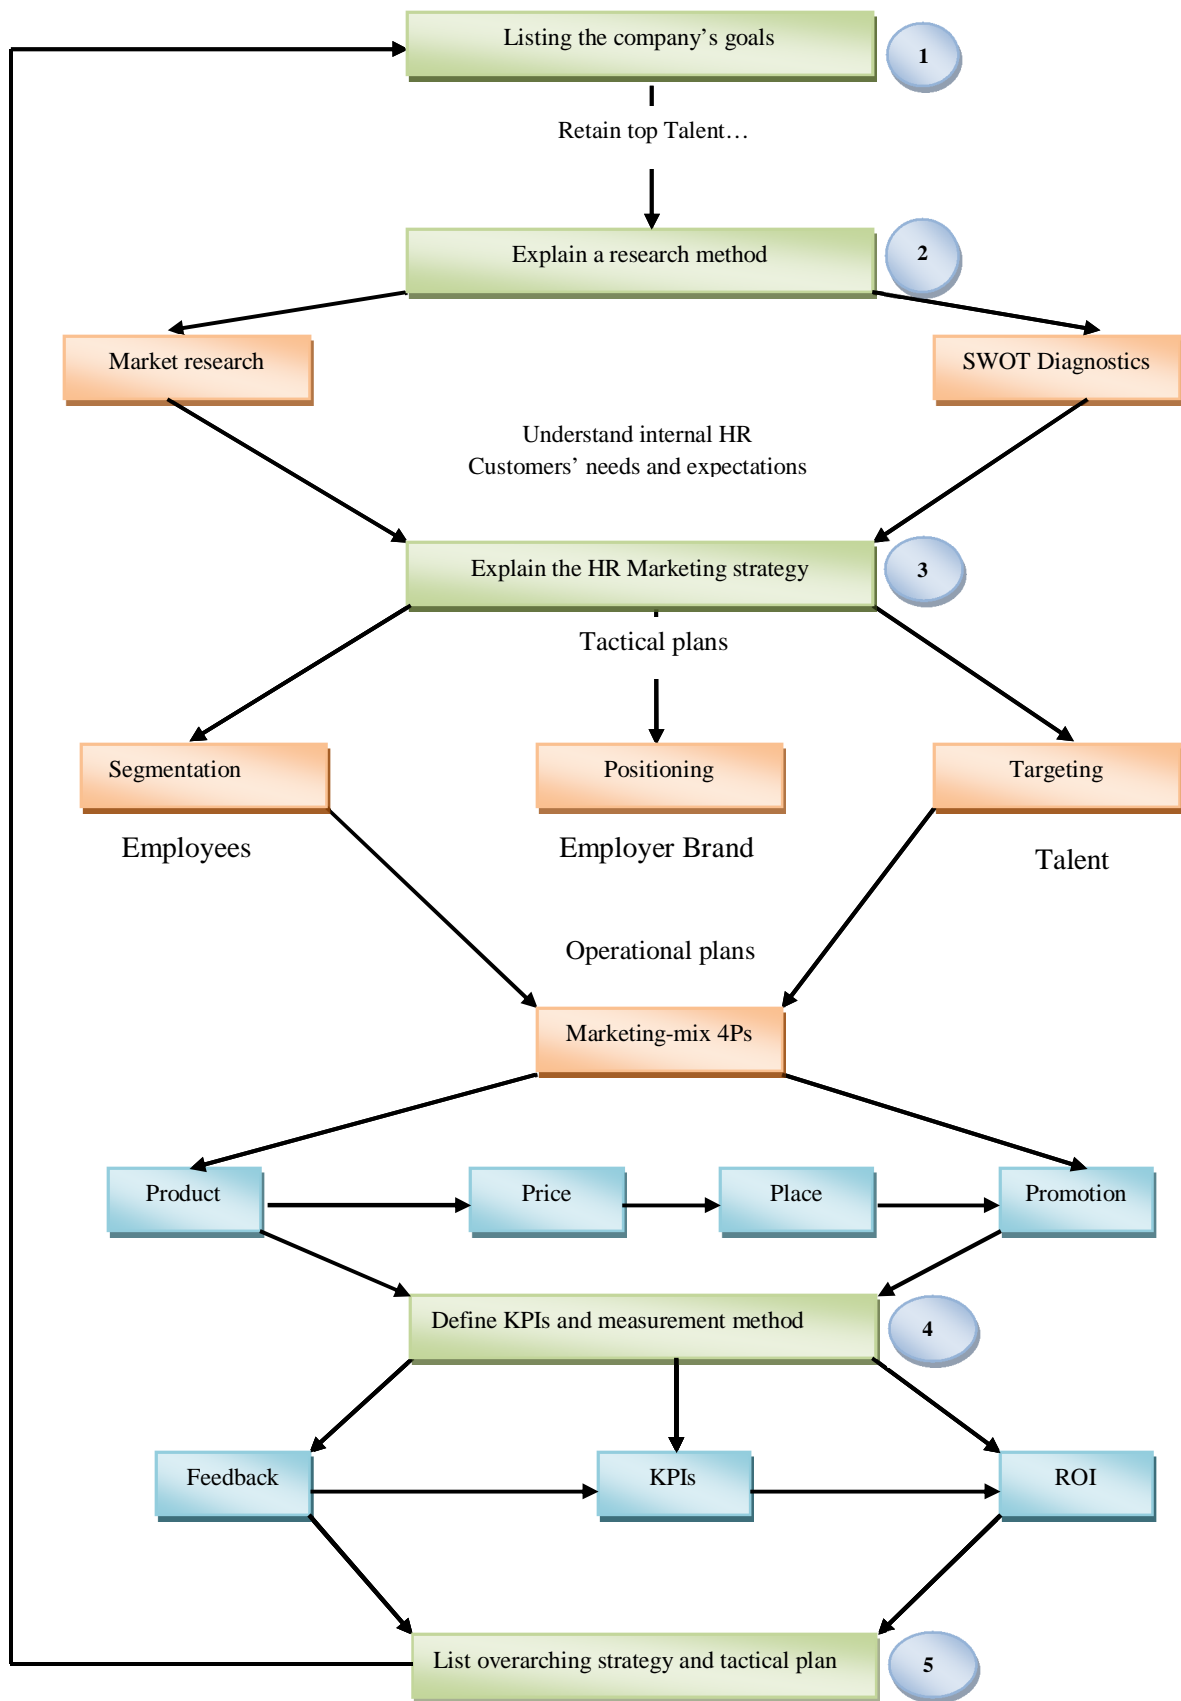 Listing the company’s goals
1
Retain top Talent…
Explain a research method
2
Market research
SWOT Diagnostics
Understand internal HR
Customers’ needs and expectations
Explain the HR Marketing strategy
3
Tactical plans
Segmentation
Positioning
Targeting
Employees
Employer Brand
Talent
Operational plans
Marketing-mix 4Ps
Product
Price
Place
Promotion
Define KPIs and measurement method
4
Feedback
KPIs
ROI
List overarching strategy and tactical plan
5